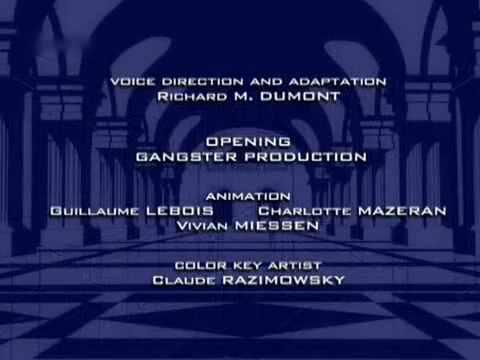 VOICE DIRECTION AND ADAPTATION
RICHARD M. DUMONT
OPENING
GANGSTER PRODUCTION
ANIMATION
GUILLAUME LEBOIS CHARLOTTE MAZERAN
VIVIAN MIESSEN
COLOR KEY ARTIST
CLAUDE RAZIMOWSKY